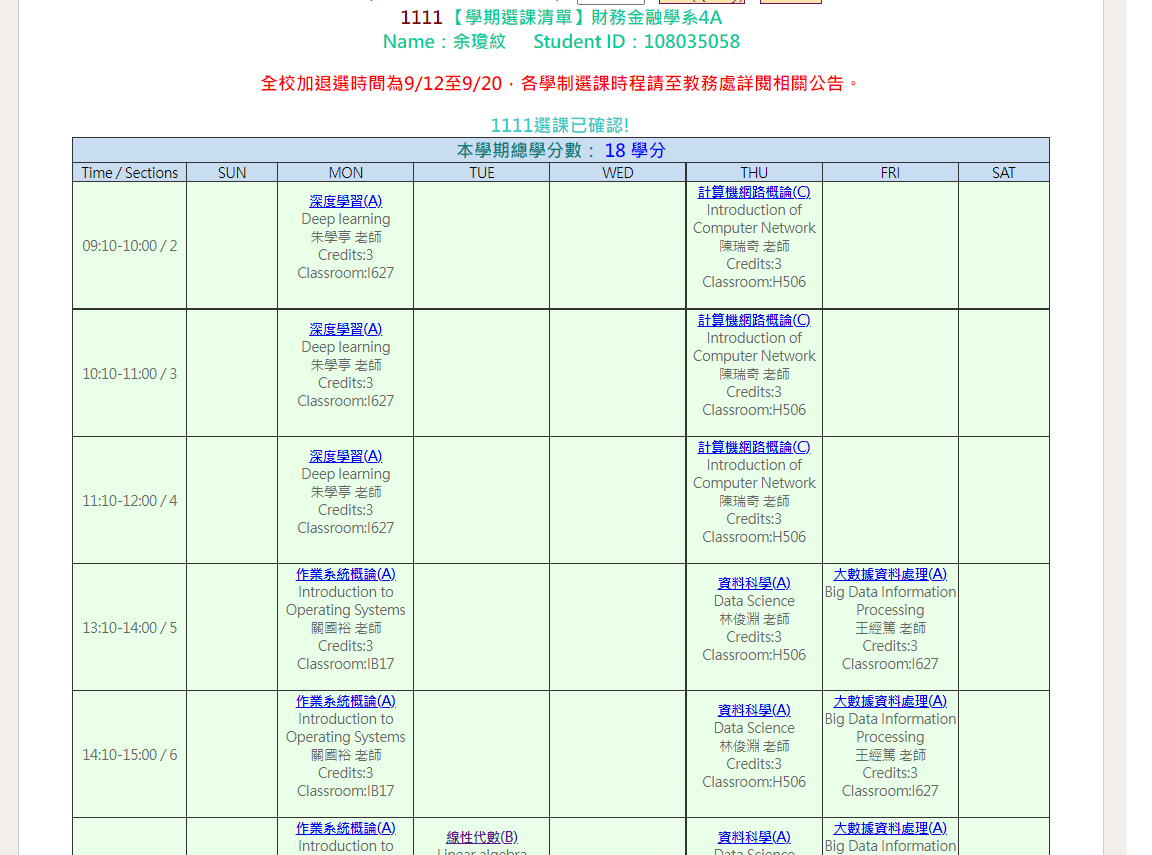 1111 【學期選課清單】財務金融學系4A
Name：余瓊紋 Student ID：108035058
全校加退選時間為9/12至9/20，各學制選課時程請至教務處詳閱相關公告。
1111選課已確認!
本學期總學分數： 18 學分
Time / Sections SUN MON TUE WED THU FRI SAT
09:10-10:00 / 2
深度學習(A)
Deep learning
朱學亭 老師
Credits:3
Classroom:I627
計算機網路概論(C)
Introduction of
Computer Network
陳瑞奇 老師
Credits:3
Classroom:H506
10:10-11:00 / 3
深度學習(A)
Deep learning
朱學亭 老師
Credits:3
Classroom:I627
計算機網路概論(C)
Introduction of
Computer Network
陳瑞奇 老師
Credits:3
Classroom:H506
11:10-12:00 / 4
深度學習(A)
Deep learning
朱學亭 老師
Credits:3
Classroom:I627
計算機網路概論(C)
Introduction of
Computer Network
陳瑞奇 老師
Credits:3
Classroom:H506
13:10-14:00 / 5
作業系統概論(A)
Introduction to
Operating Systems
關國裕 老師
Credits:3
Classroom:IB17
資料科學(A)
Data Science
林俊淵 老師
Credits:3
Classroom:H506
大數據資料處理(A)
Big Data Information
Processing
王經篤 老師
Credits:3
Classroom:I627
14:10-15:00 / 6
作業系統概論(A)
Introduction to
Operating Systems
關國裕 老師
Credits:3
Classroom:IB17
資料科學(A)
Data Science
林俊淵 老師
Credits:3
Classroom:H506
大數據資料處理(A)
Big Data Information
Processing
王經篤 老師
Credits:3
Classroom:I627
作業系統概論(A)
Introduction to
線性代數(B)
Linear algebra
資料科學(A)
Data Science
大數據資料處理(A)
Big Data Information